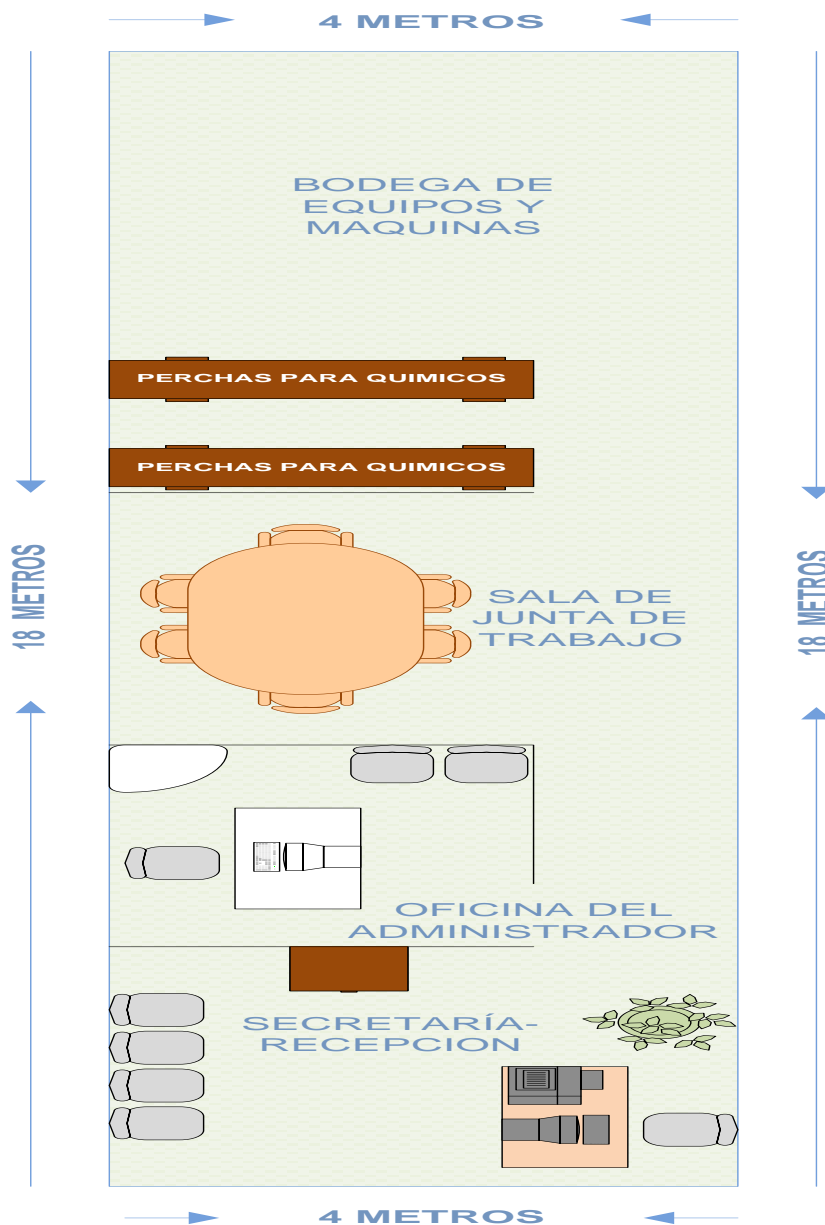 4 METROS
BODEGA DE
EQUIPOS Y
MAQUINAS
PERCHAS PARA QUIMICOS
PERCHAS PARA QUIMICOS
18 METROS
18 METROS
SALA DE
JUNTA DE
TRABAJO
OFICINA DEL
ADMINISTRADOR
SECRETARÍA-
RECEPCION
4 METROS